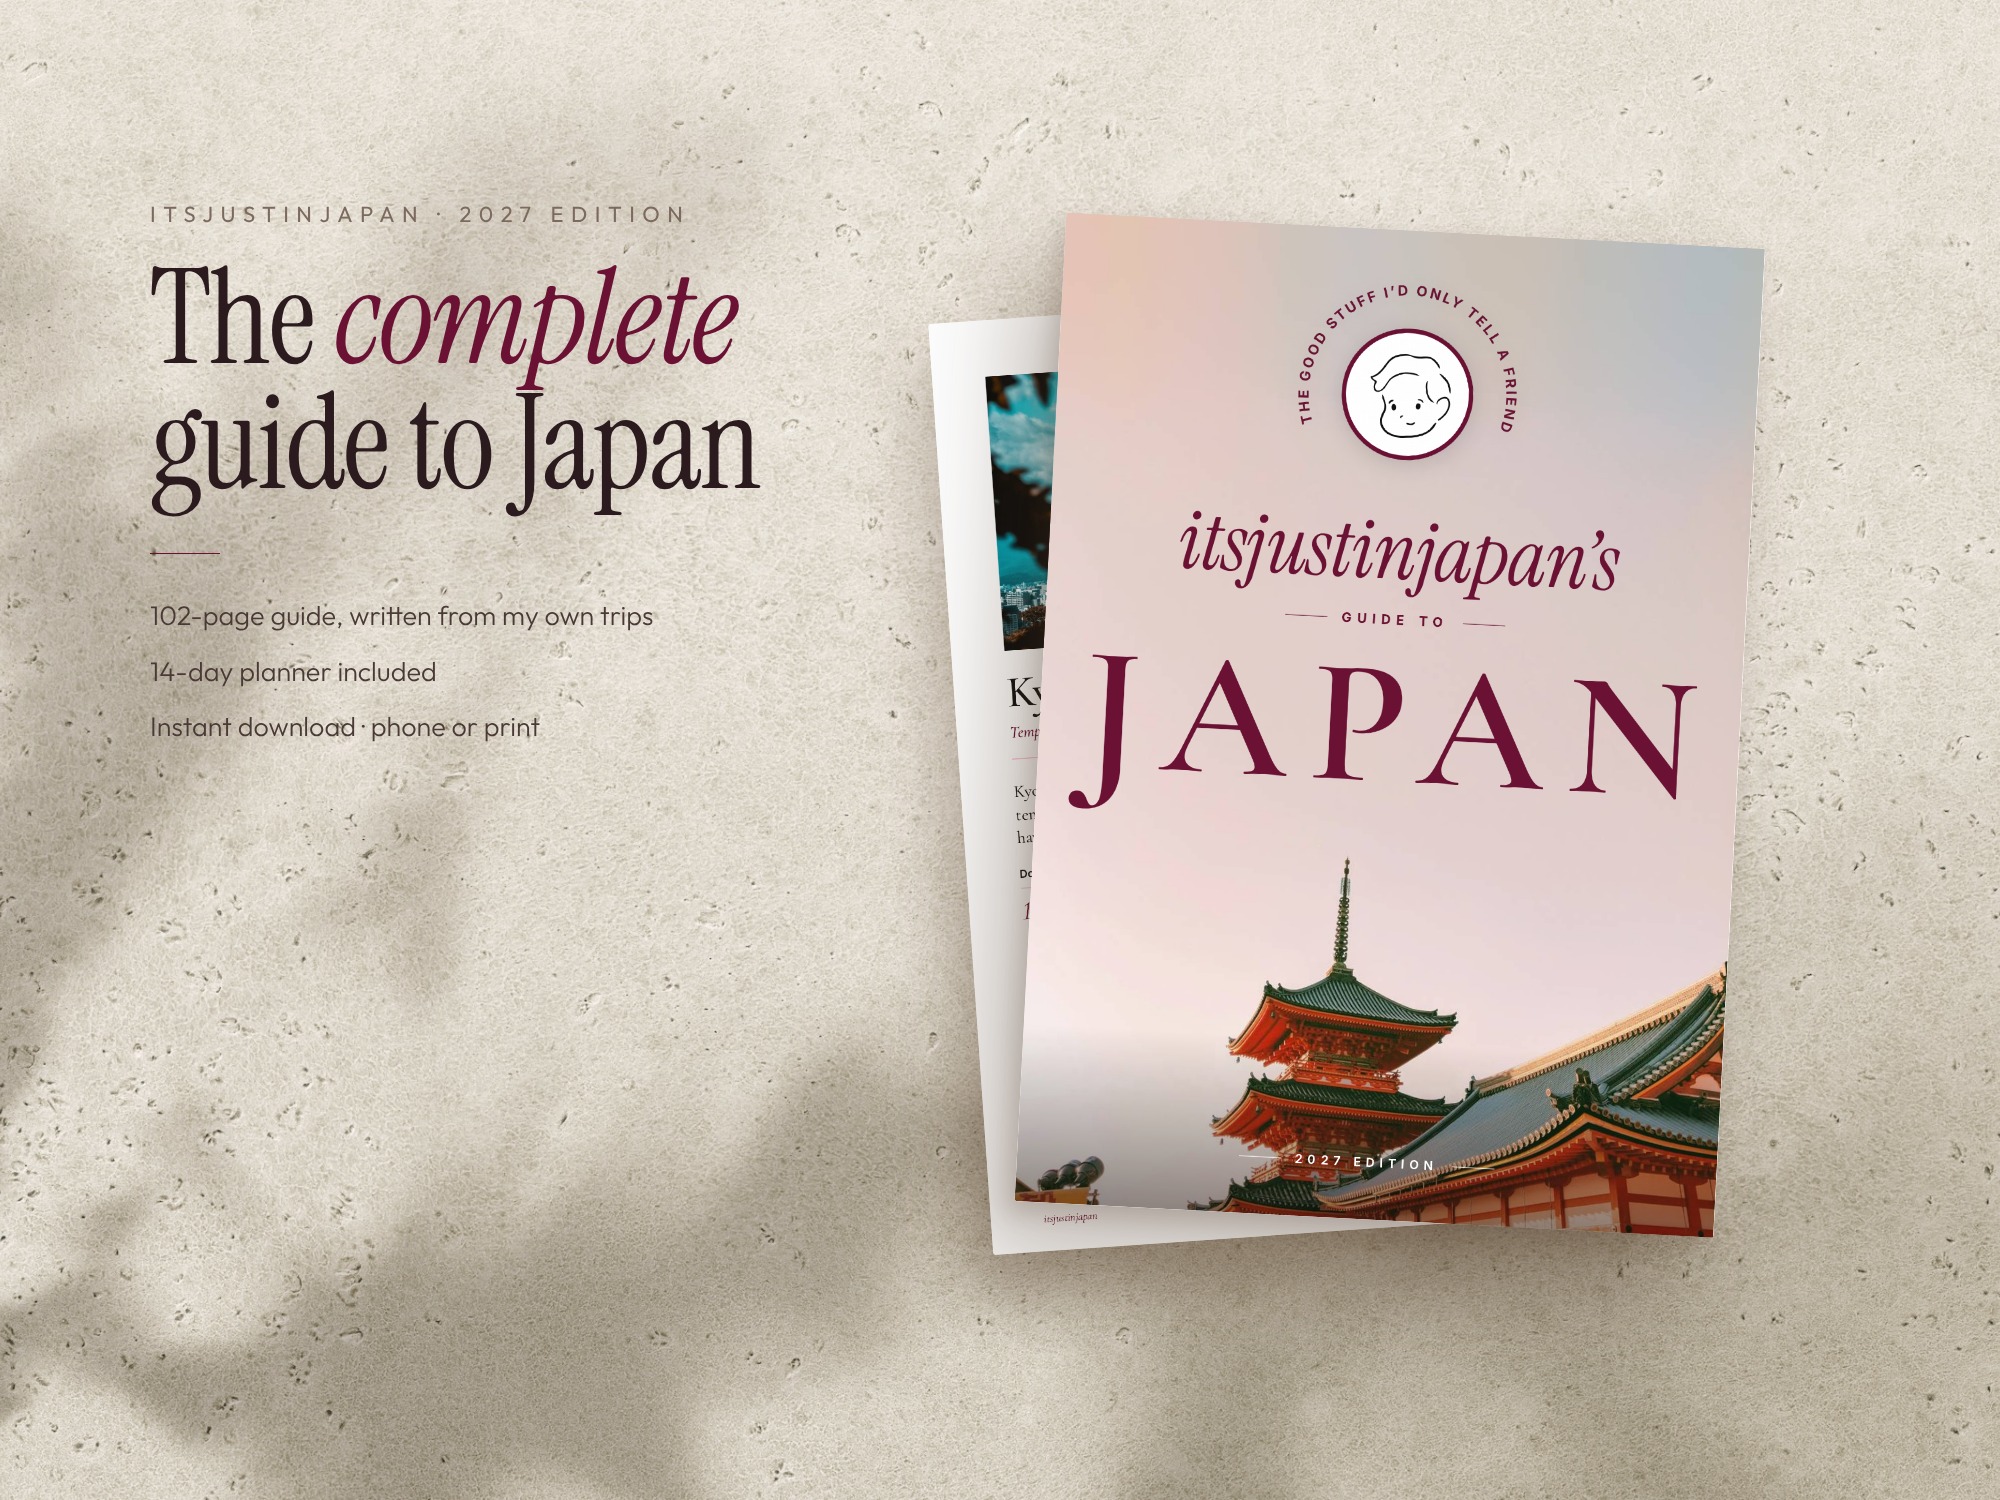 ITSJUSTINJAPAN · 2027 EDITION
The complete
guide to Japan
102-page guide, written from my own trips
14-day planner included
Instant download · phone or print
THE GOOD STUFF I'D ONLY TELL A FRIEND
itsjustinjapan's
GUIDE TO
JAPAN
2027 EDITION
itsjustinjapan